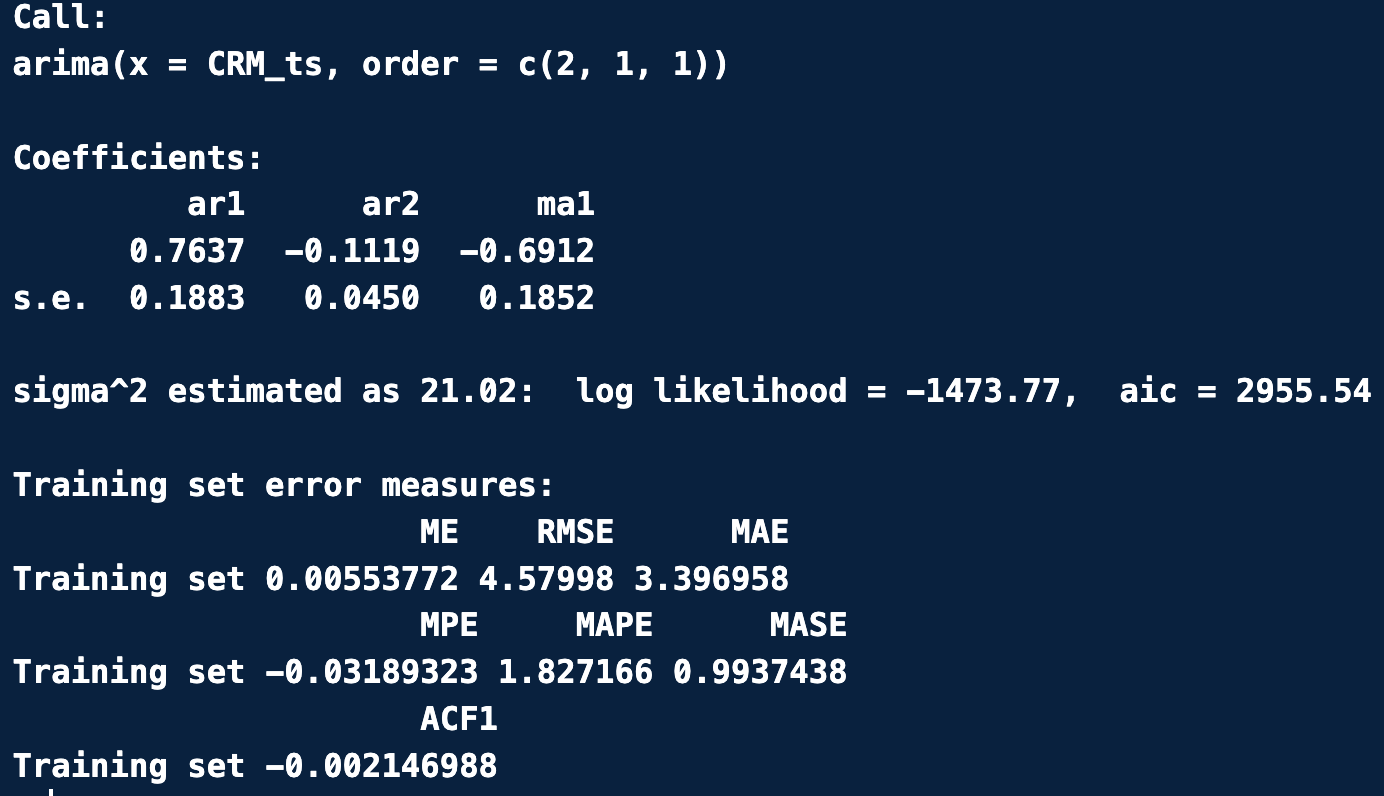 Call:
arima(x = CRM_ts, order = c(2, 1, 1))
Coefficients:
ar1 ar2 ma1
0.7637 −0.1119 −0.6912
s.e. 0.1883 0.0450 0.1852
sigma^2 estimated as 21.02: log likelihood = −1473.77, aic = 2955.54
Training set error measures:
ME RMSE MAE
Training set 0.00553772 4.57998 3.396958
MPE MAPE MASE
Training set −0.03189323 1.827166 0.9937438
ACF1
Training set −0.002146988